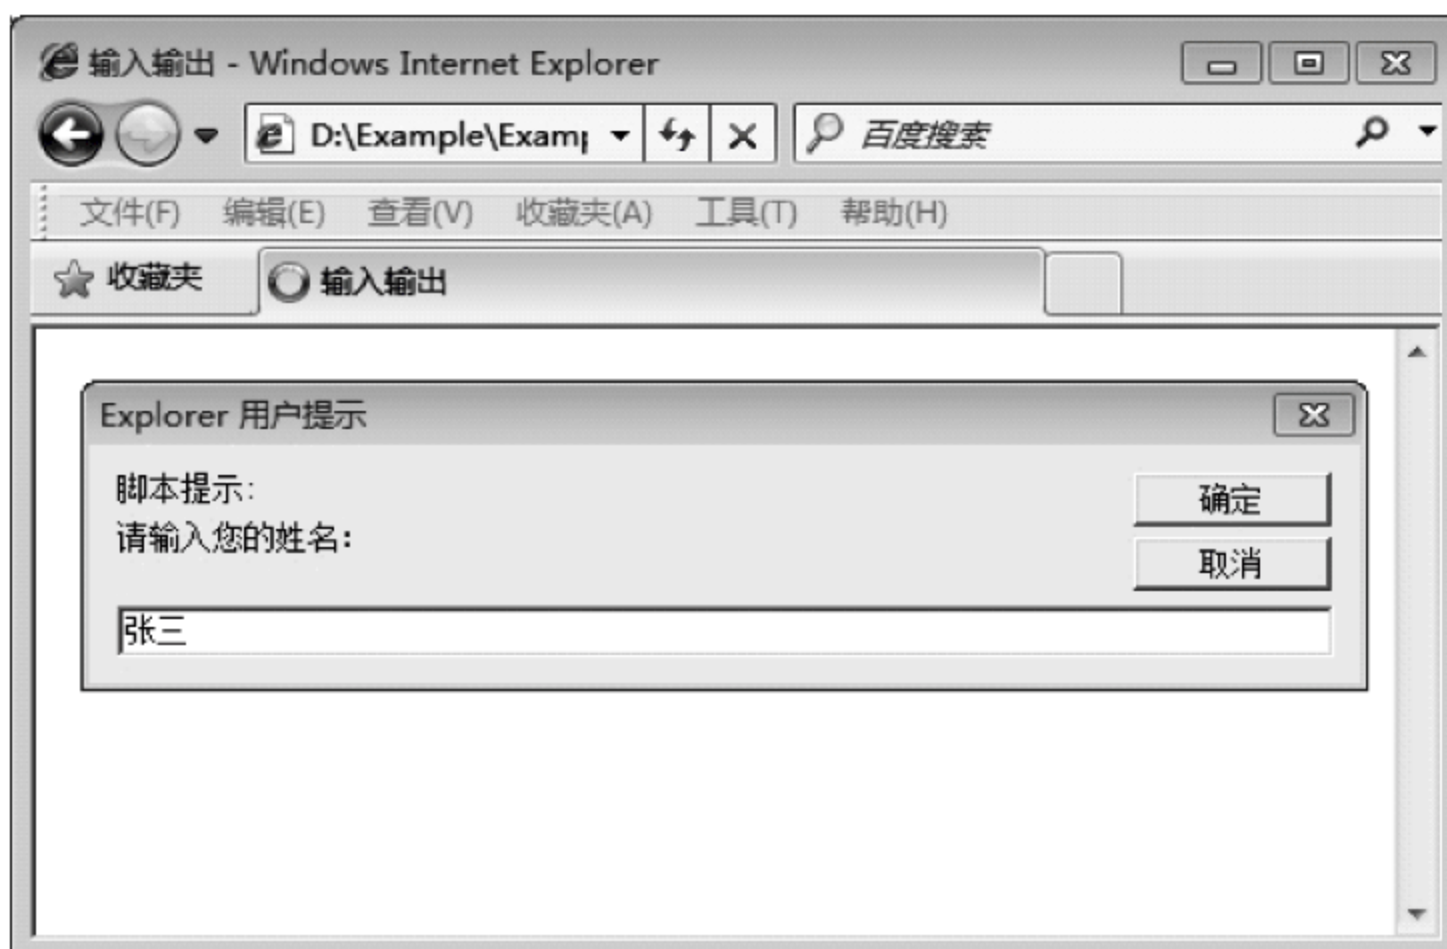 输入输出 - Windows Internet Explorer
D:\Example\Examp
百度搜索
文件(F) 编辑(E) 查看(V) 收藏夹(A) 工具(T) 帮助(H)
收藏夹 输入输出
Explorer 用户提示
脚本提示:
确定
请输入您的姓名:
取消
张三